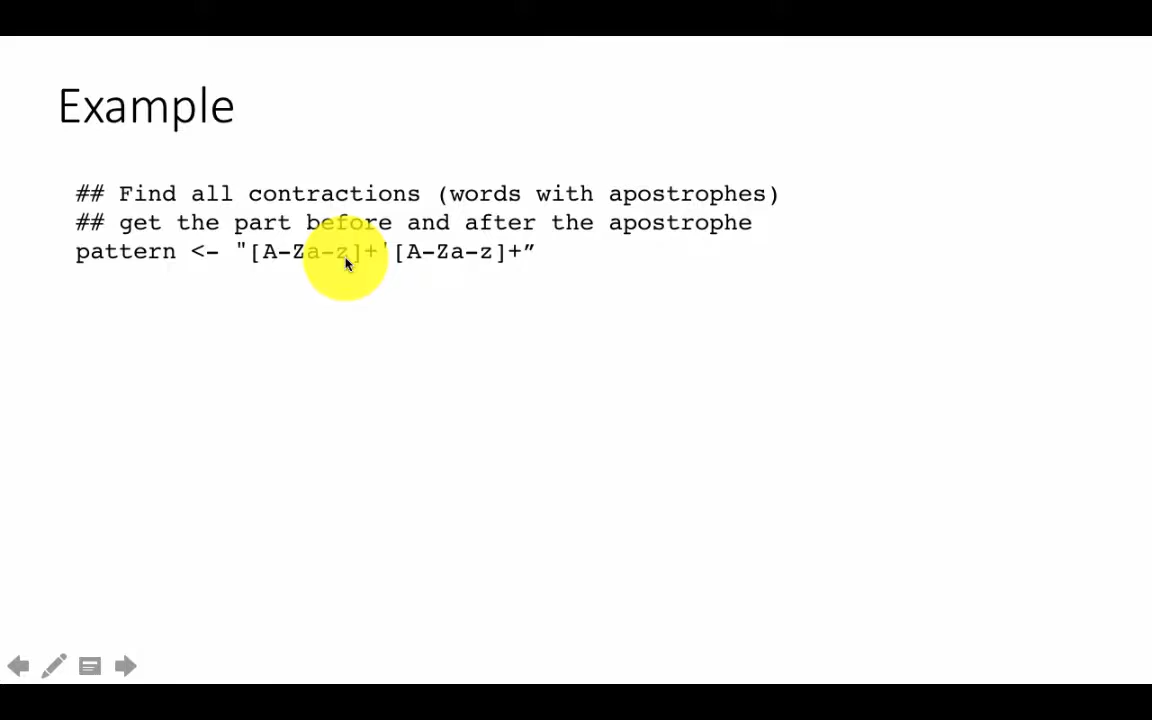 Example
## Find all contractions (words with apostrophes)
## get the part before and after the apostrophe
pattern <- "[A-Za-z]+'[A-Za-z]+”